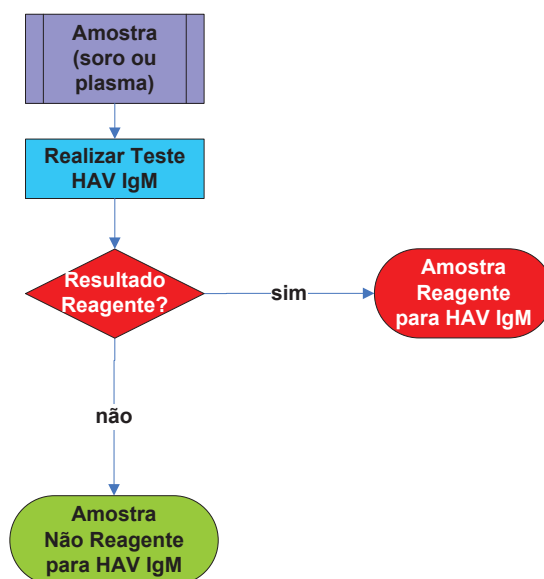 Amostra
(soro ou
plasma)
Realizar Teste
HAV IgM
Resultado
Reagente?
sim
Amostra
Reagente
para HAV IgM
não
Amostra
Não Reagente
para HAV IgM